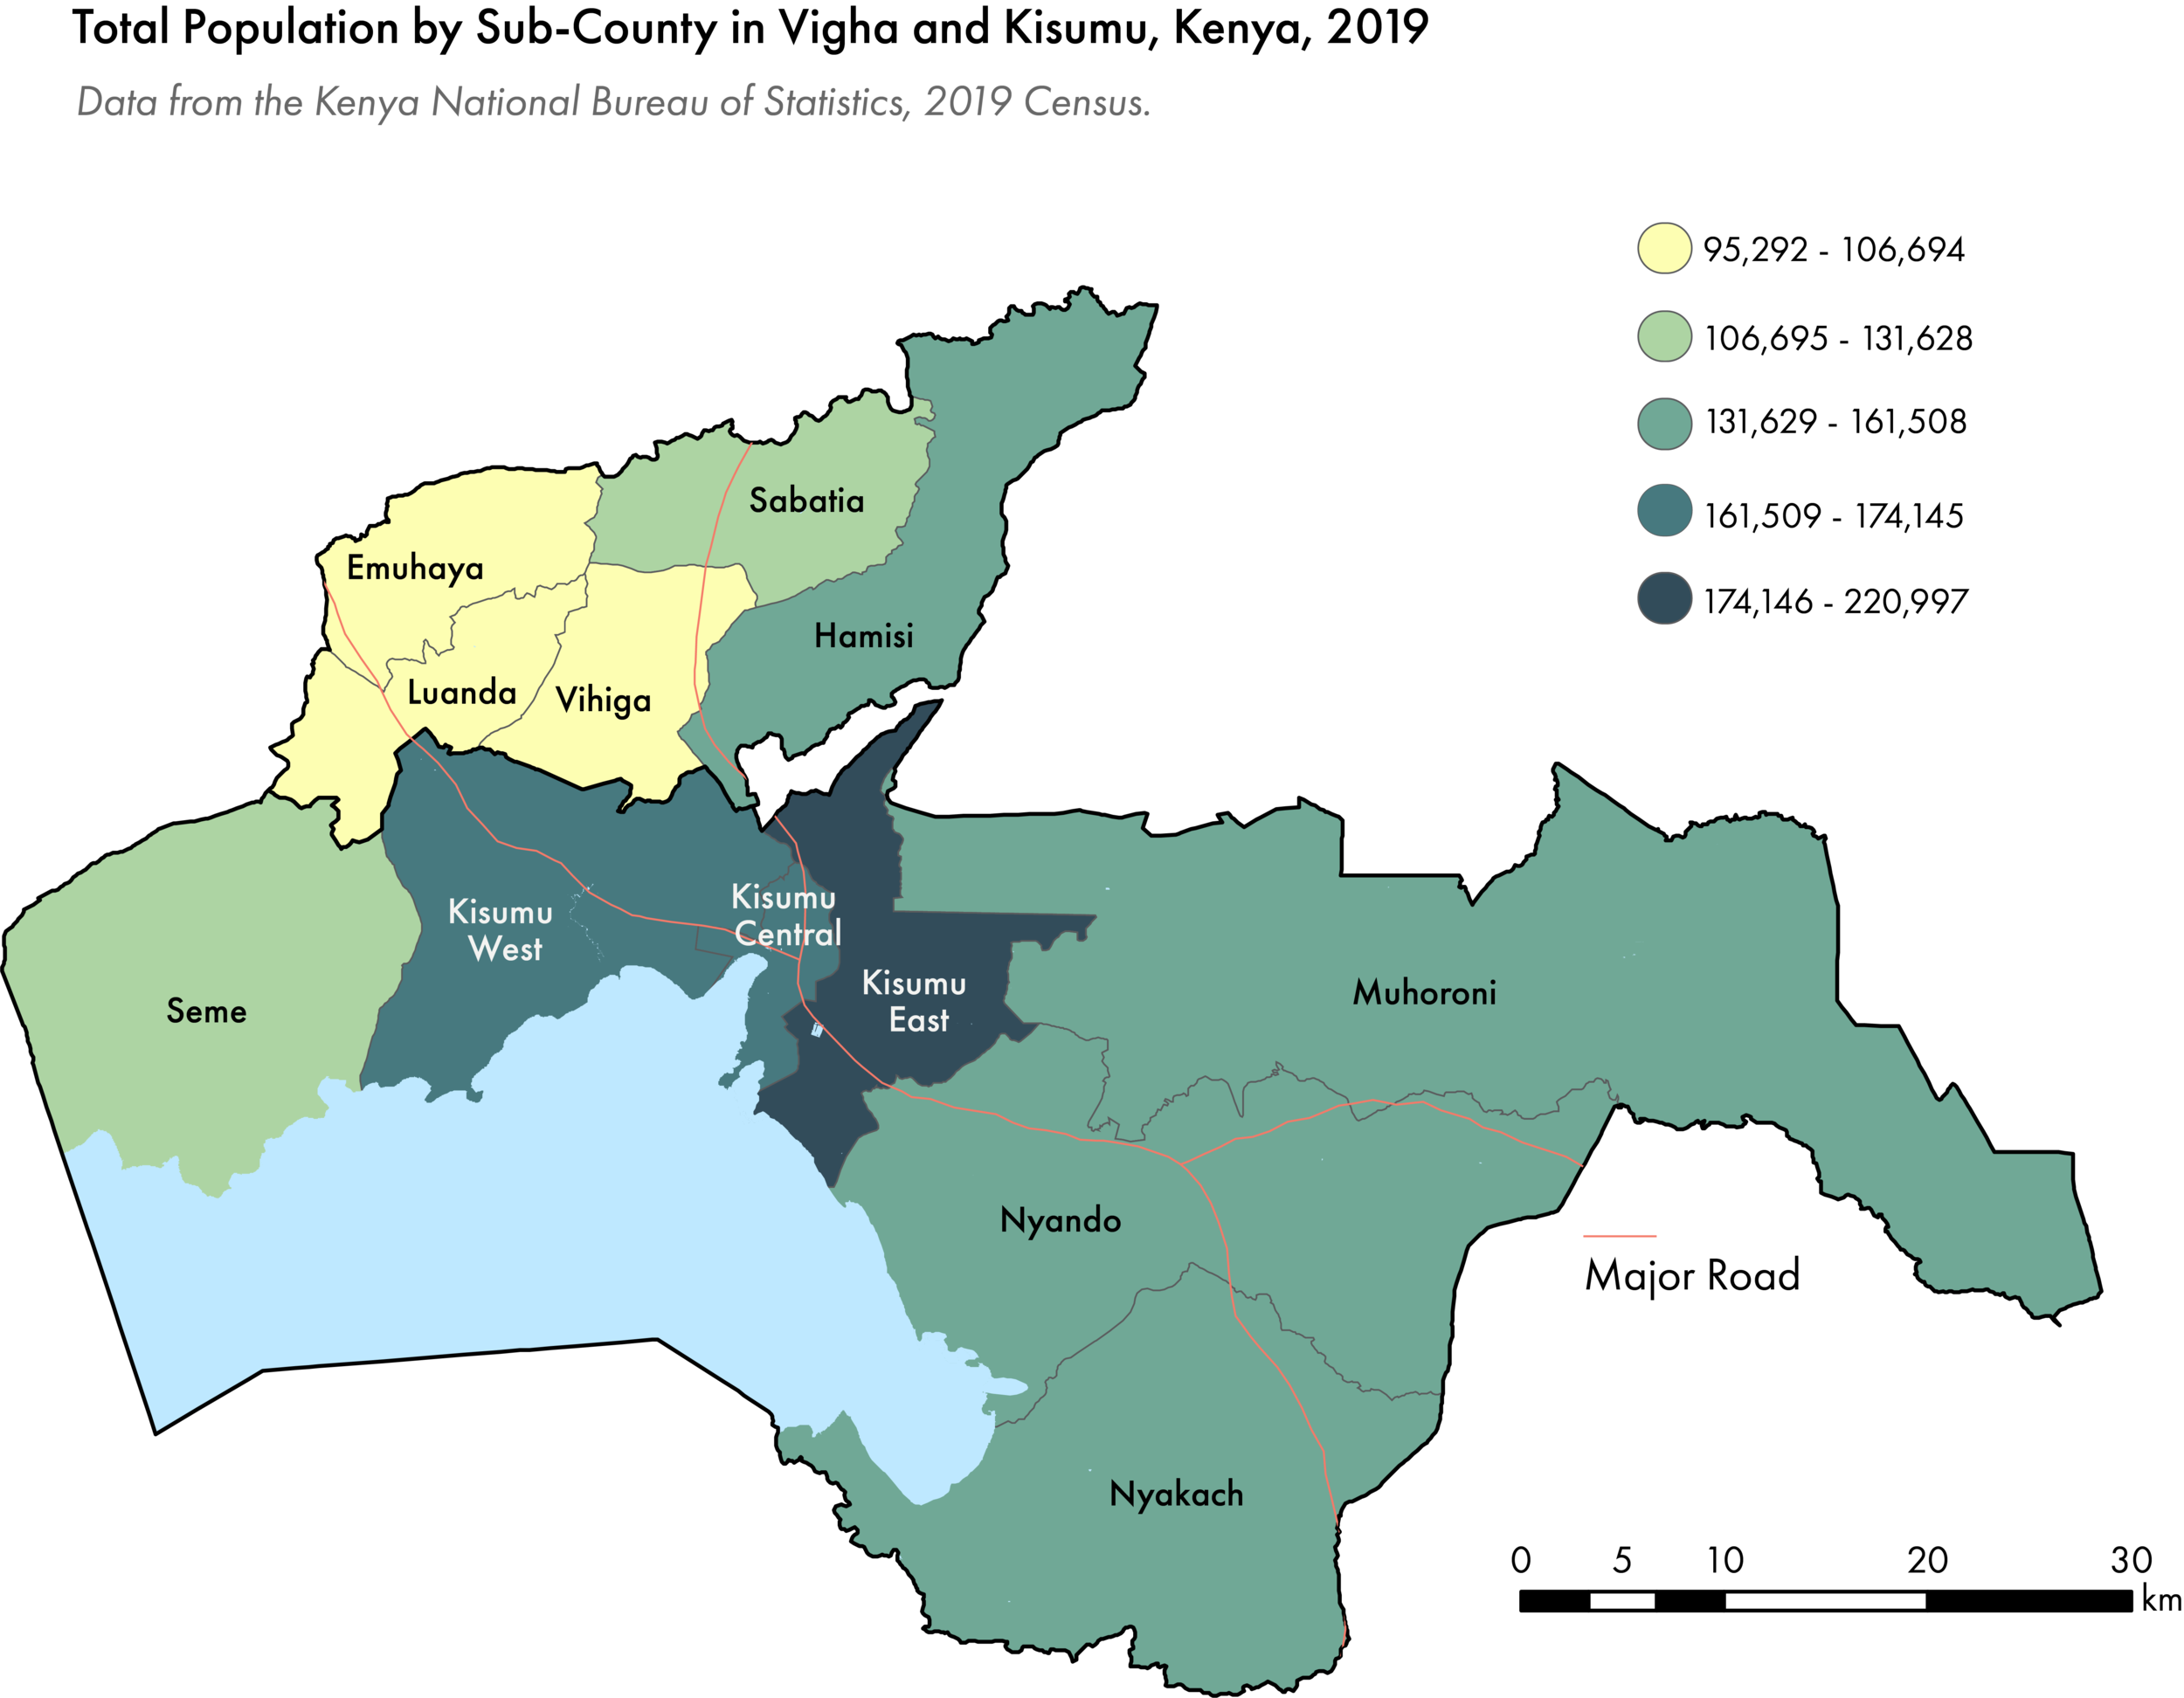 Total Population by Sub-County in Vigha and Kisumu, Kenya, 2019
Data from the Kenya National Bureau of Statistics, 2019 Census.
95,292 - 106,694
106,695 - 131,628
131,629 - 161,508
161,509 - 174,145
174,146 - 220,997
Sabatia
Emuhaya
Hamisi
Luanda
Vihiga
Kisumu
West
Kisumu
Central
Kisumu
East
Seme
Muhoroni
Nyando
Major Road
Nyakach
0 5 10 20 30
km